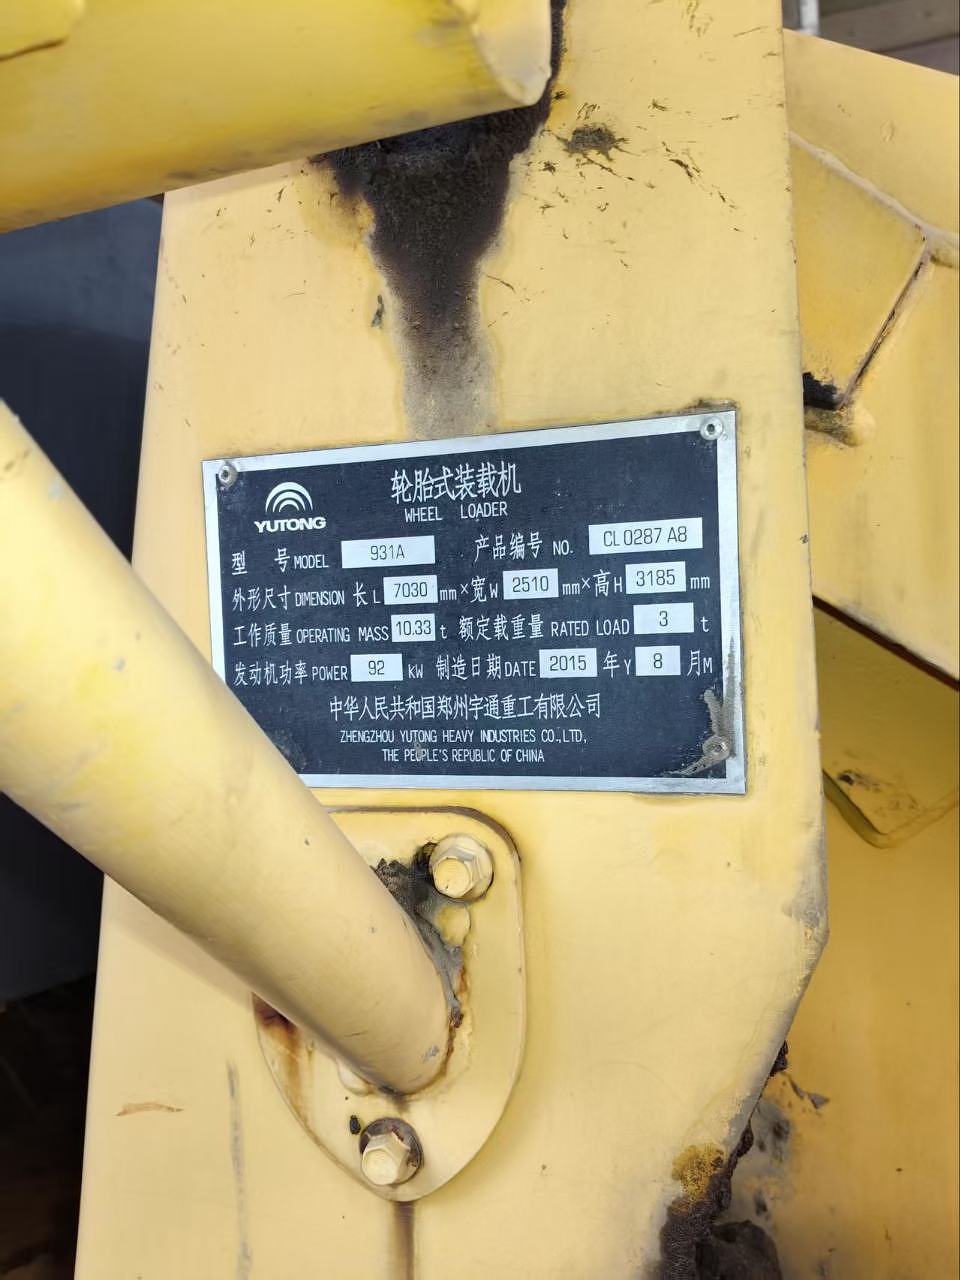 轮胎式装载机
WHEEL LOADER
YUTONG
型 号 MODEL 931A 产品编号 NO. CL0287A8
外形尺寸 DIMENSION 长 L 7030 mm × 宽 W 2510 mm × 高 H 3185 mm
工作质量 OPERATING MASS 10.33 t 额定载重量 RATED LOAD 3 t
发动机功率 POWER 92 KW 制造日期 DATE 2015 年 Y 8 月 M
中华人民共和国郑州宇通重工有限公司
ZHENGZHOU YUTONG HEAVY INDUSTRIES CO.,LTD,
THE PEOPLE'S REPUBLIC OF CHINA